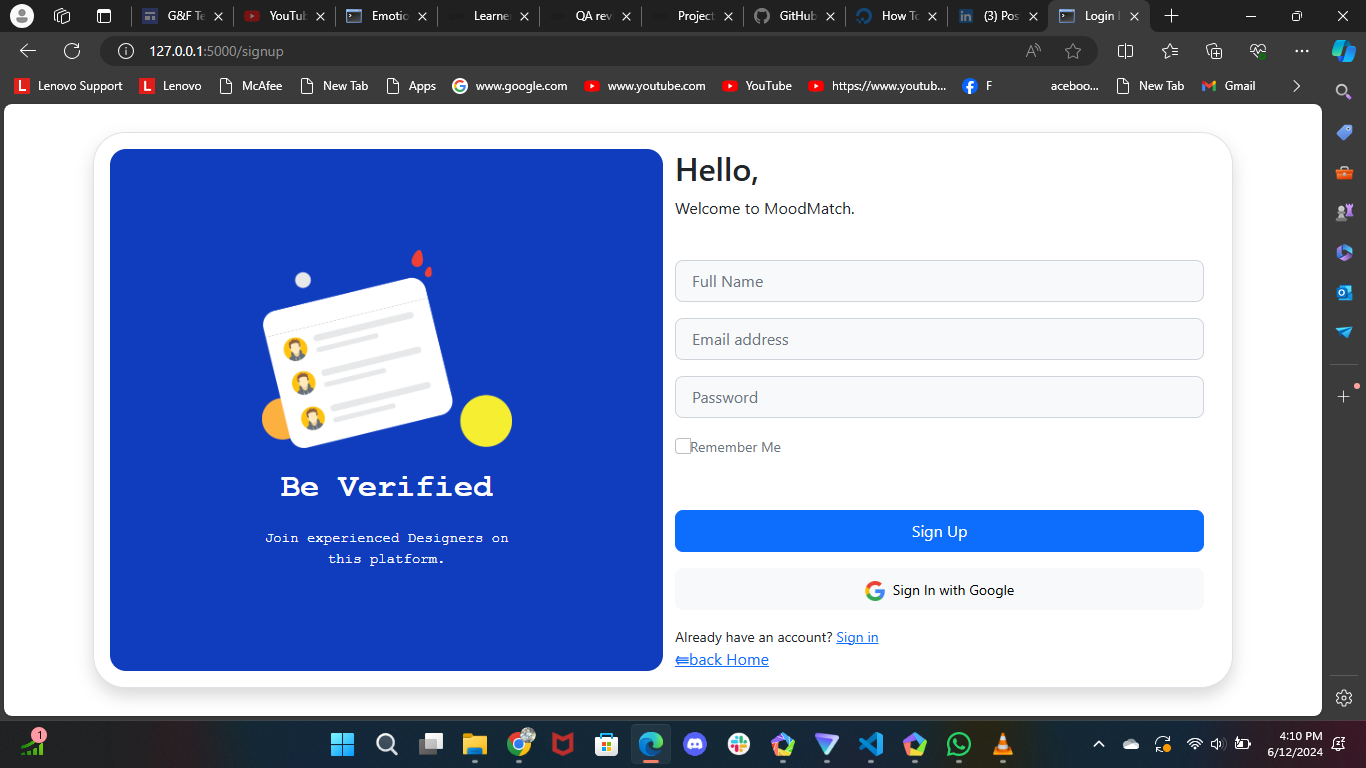 G&F Te
YouTub
Emotio
Learne
QA rev
Project
GitHub
How To
(3) Pos
Login
127.0.0.1:5000/signup
Lenovo Support
Lenovo
McAfee
New Tab
Apps
www.google.com
www.youtube.com
YouTube
https://www.youtub...
F aceboo...
New Tab
Gmail
Hello,
Welcome to MoodMatch.
Full Name
Email address
Password
Remember Me
Sign Up
Sign In with Google
Already have an account? Sign in
⇚back Home
Be Verified
Join experienced Designers on
this platform.
1
4:10 PM
6/12/2024